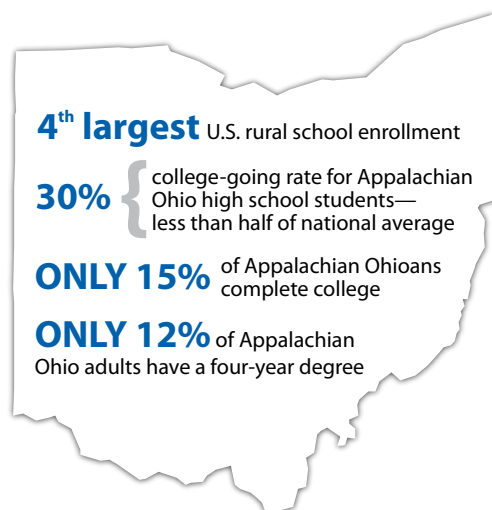 4th largest U.S. rural school enrollment
30% { college-going rate for Appalachian
Ohio high school students—
less than half of national average
ONLY 15% of Appalachian Ohioans
complete college
ONLY 12% of Appalachian
Ohio adults have a four-year degree